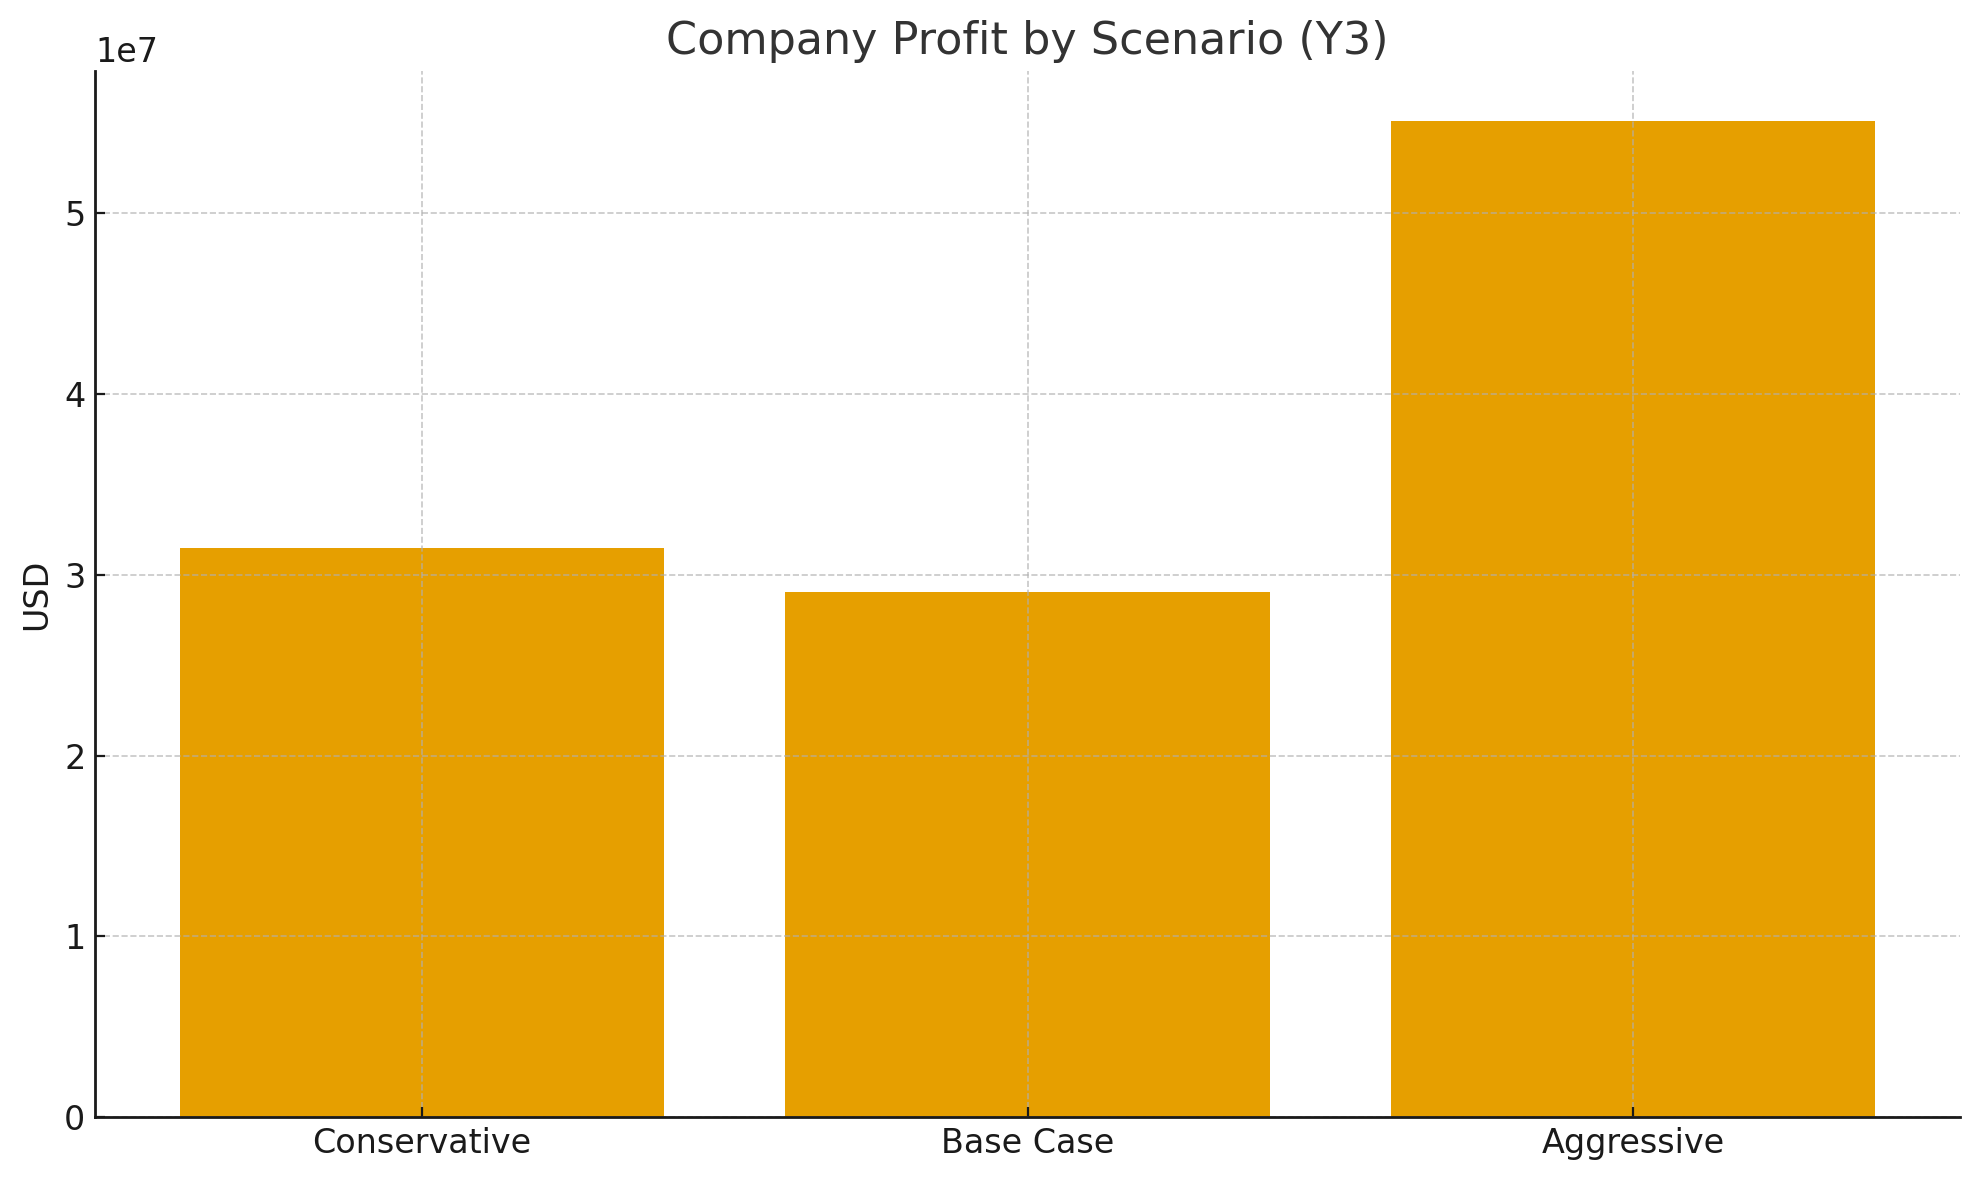 Company Profit by Scenario (Y3)
1e7
USD
5
4
3
2
1
0
Conservative
Base Case
Aggressive